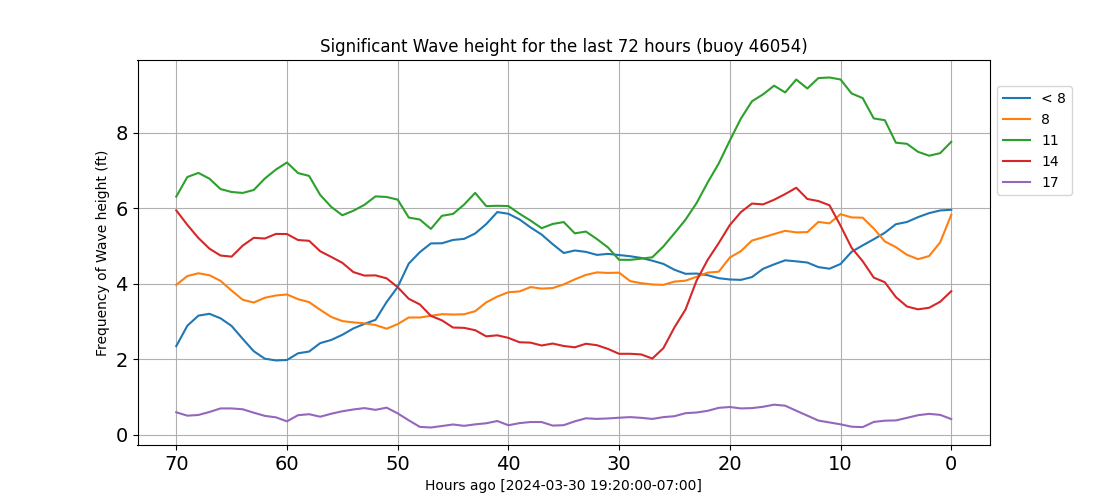 Significant Wave height for the last 72 hours (buoy 46054)
Frequency of Wave height (ft)
8
6
4
2
0
70 60 50 40 30 20 10 0
Hours ago [2024-03-30 19:20:00-07:00]
< 8
8
11
14
17